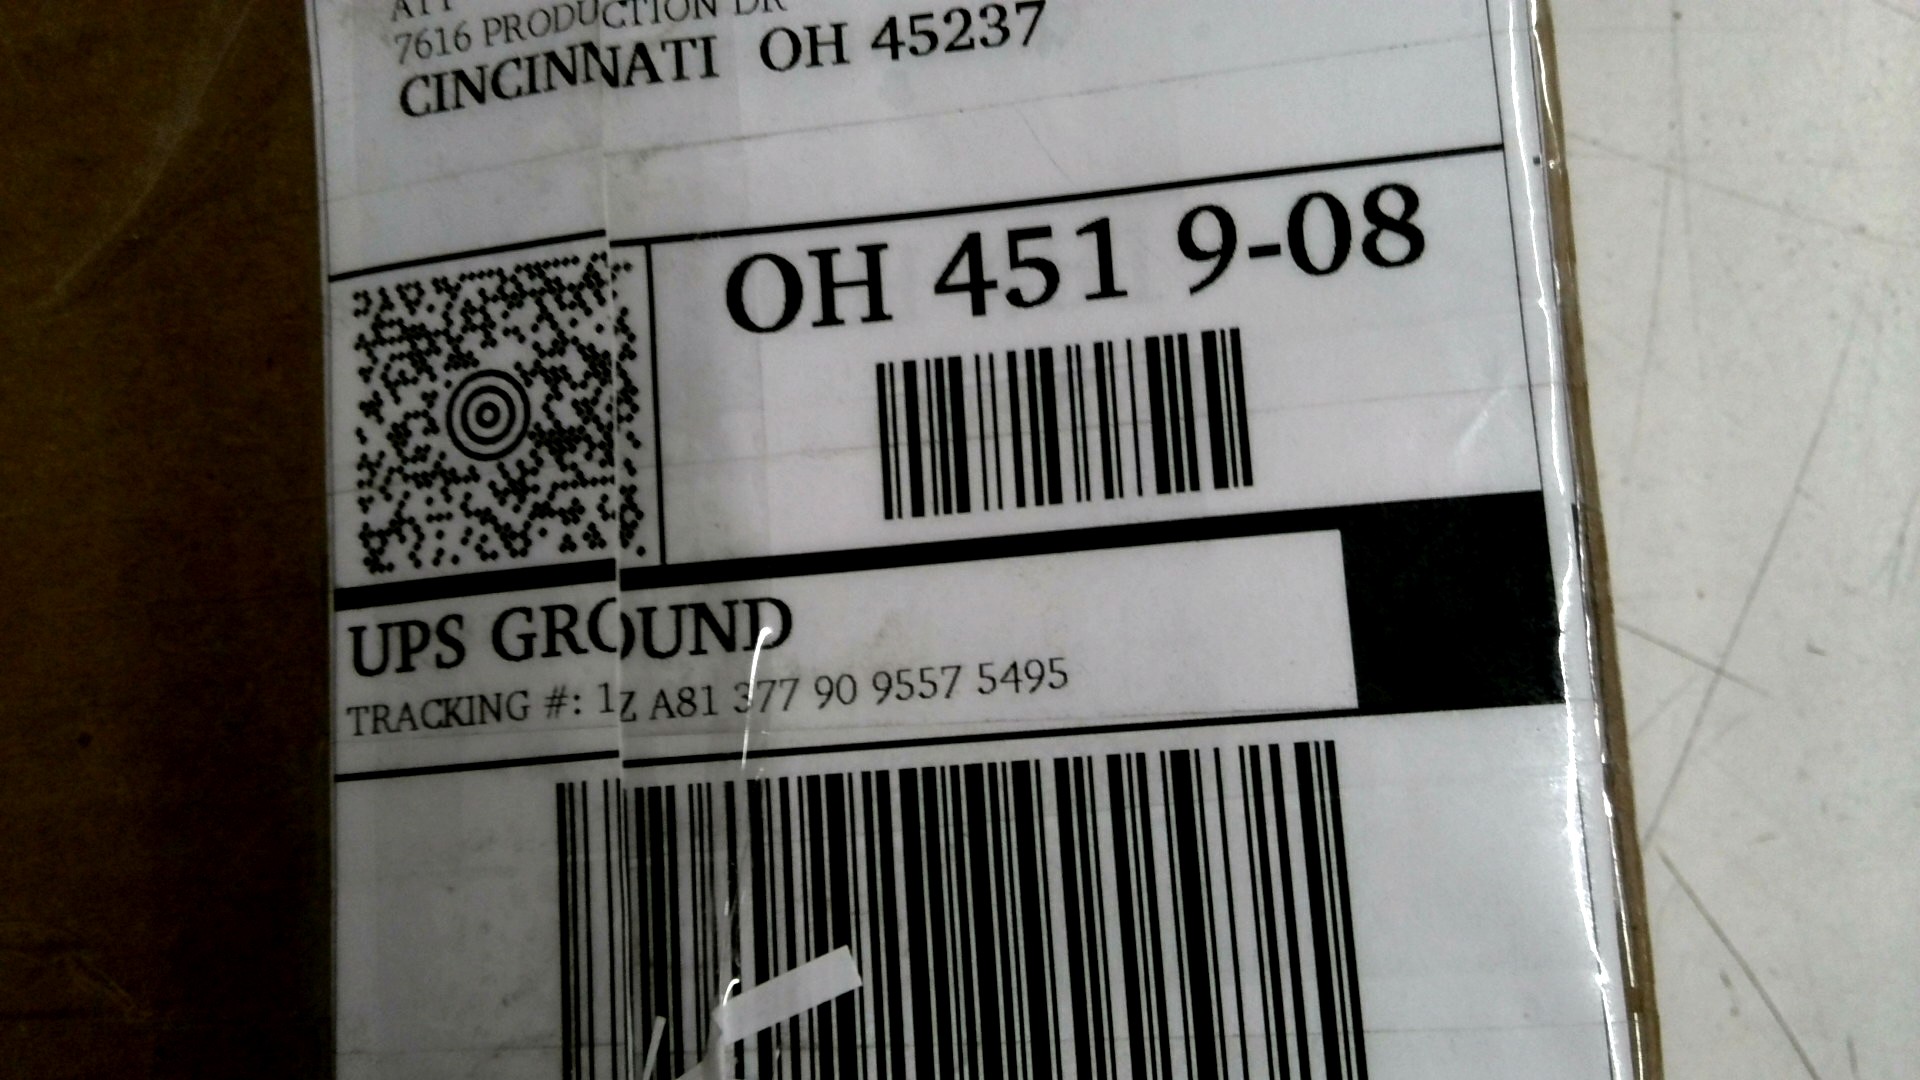 7616 PRODUCTION DR
CINCINNATI OH 45237
OH 451 9-08
UPS GROUND
TRACKING #: 1Z A81 377 90 9557 5495